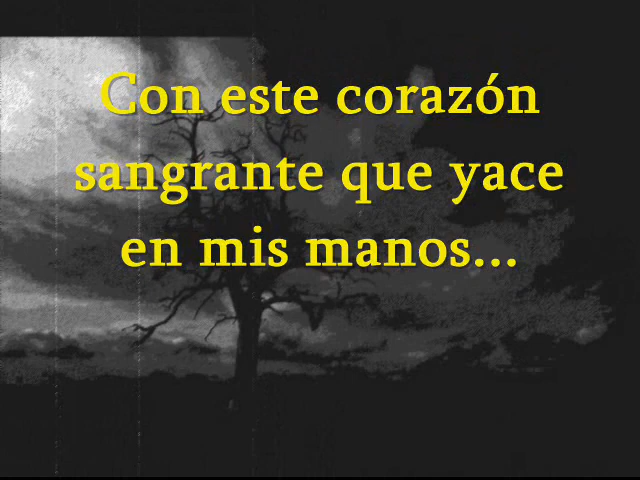 Con este corazón
sangrante que yace
en mis manos...